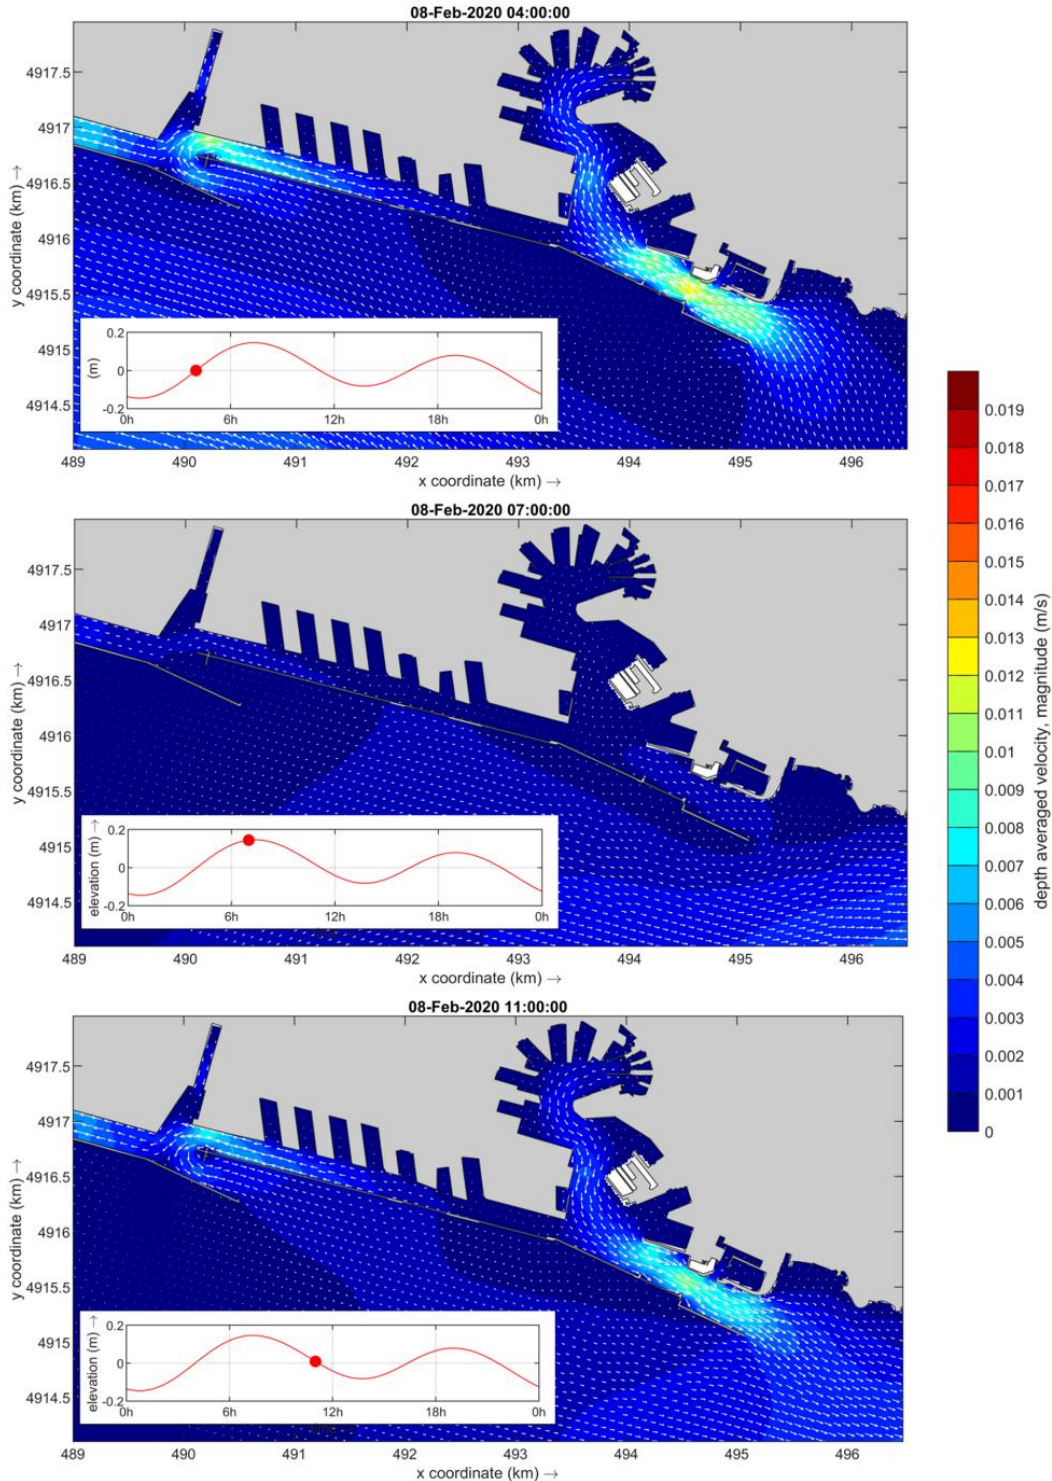 08-Feb-2020 04:00:00
4917.5
4917
4916.5
4916
4915.5
4915
4914.5
y coordinate (km) →
0.2
0
-0.2
(m)
0h 6h 12h 18h 0h
489 490 491 492 493 494 495 496
x coordinate (km) →
08-Feb-2020 07:00:00
4917.5
4917
4916.5
4916
4915.5
4915
4914.5
y coordinate (km) →
0.2
0
-0.2
elevation (m) →
0h 6h 12h 18h 0h
489 490 491 492 493 494 495 496
x coordinate (km) →
08-Feb-2020 11:00:00
4917.5
4917
4916.5
4916
4915.5
4915
4914.5
y coordinate (km) →
0.2
0
-0.2
elevation (m) →
0h 6h 12h 18h 0h
489 490 491 492 493 494 495 496
x coordinate (km) →
0.019
0.018
0.017
0.016
0.015
0.014
0.013
0.012
0.011
0.01
0.009
0.008
0.007
0.006
0.005
0.004
0.003
0.002
0.001
0
depth averaged velocity, magnitude (m/s)